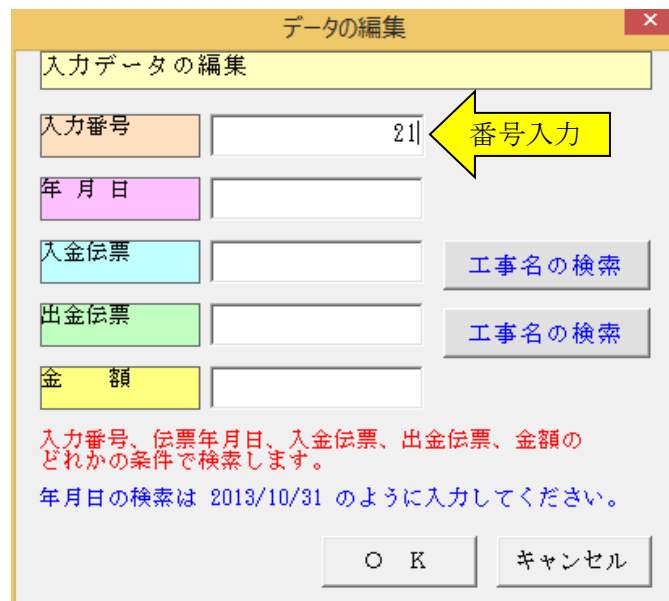 データの編集
入力データの編集
入力番号 21 番号入力
年 月 日
入金伝票 工事名の検索
出金伝票 工事名の検索
金　　額
入力番号、伝票年月日、入金伝票、出金伝票、金額の
どれかの条件で検索します。
年月日の検索は 2013/10/31 のように入力してください。
Ｏ　Ｋ キャンセル